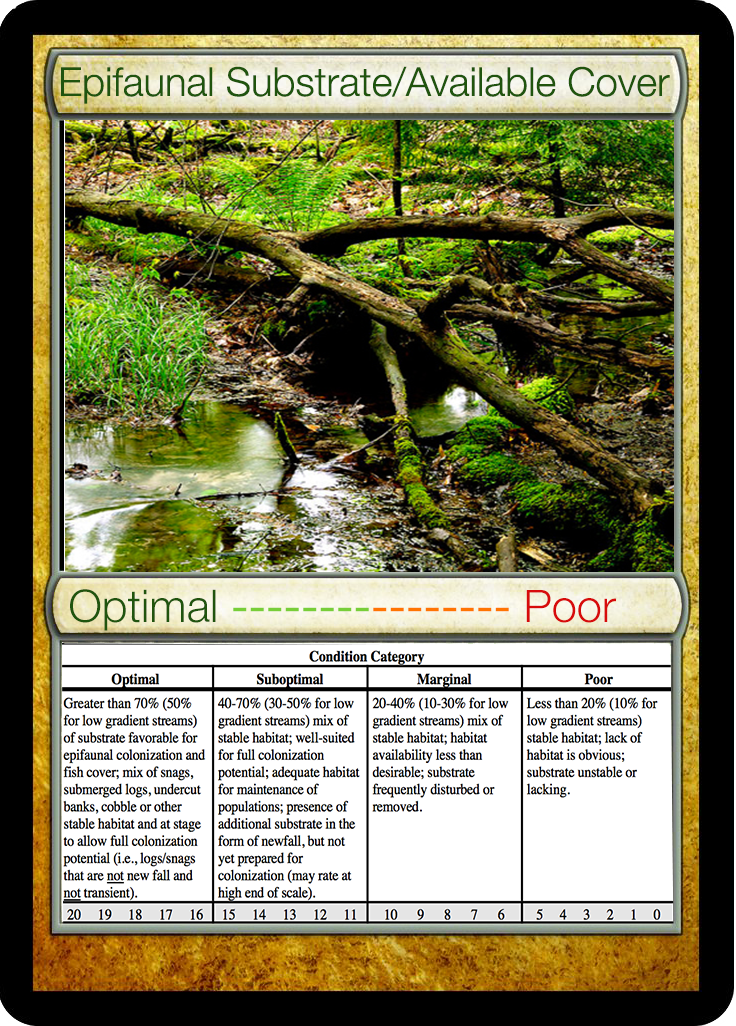 Epifaunal Substrate/Available Cover
Optimal ---------------- Poor
Condition Category
Optimal
Greater than 70% (50%
for low gradient streams)
of substrate favorable for
epifaunal colonization and
fish cover; mix of snags,
submerged logs, undercut
banks, cobble or other
stable habitat and at stage
to allow full colonization
potential (i.e., logs/snags
that are not new fall and
not transient).
20 19 18 17 16
Suboptimal
40-70% (30-50% for low
gradient streams) mix of
stable habitat; well-suited
for full colonization
potential; adequate habitat
for maintenance of
populations; presence of
additional substrate in the
form of newfall, but not
yet prepared for
colonization (may rate at
high end of scale).
15 14 13 12 11
Marginal
20-40% (10-30% for low
gradient streams) mix of
stable habitat; habitat
availability less than
desirable; substrate
frequently disturbed or
removed.
10 9 8 7 6
Poor
Less than 20% (10% for
low gradient streams)
stable habitat; lack of
habitat is obvious;
substrate unstable or
lacking.
5 4 3 2 1 0